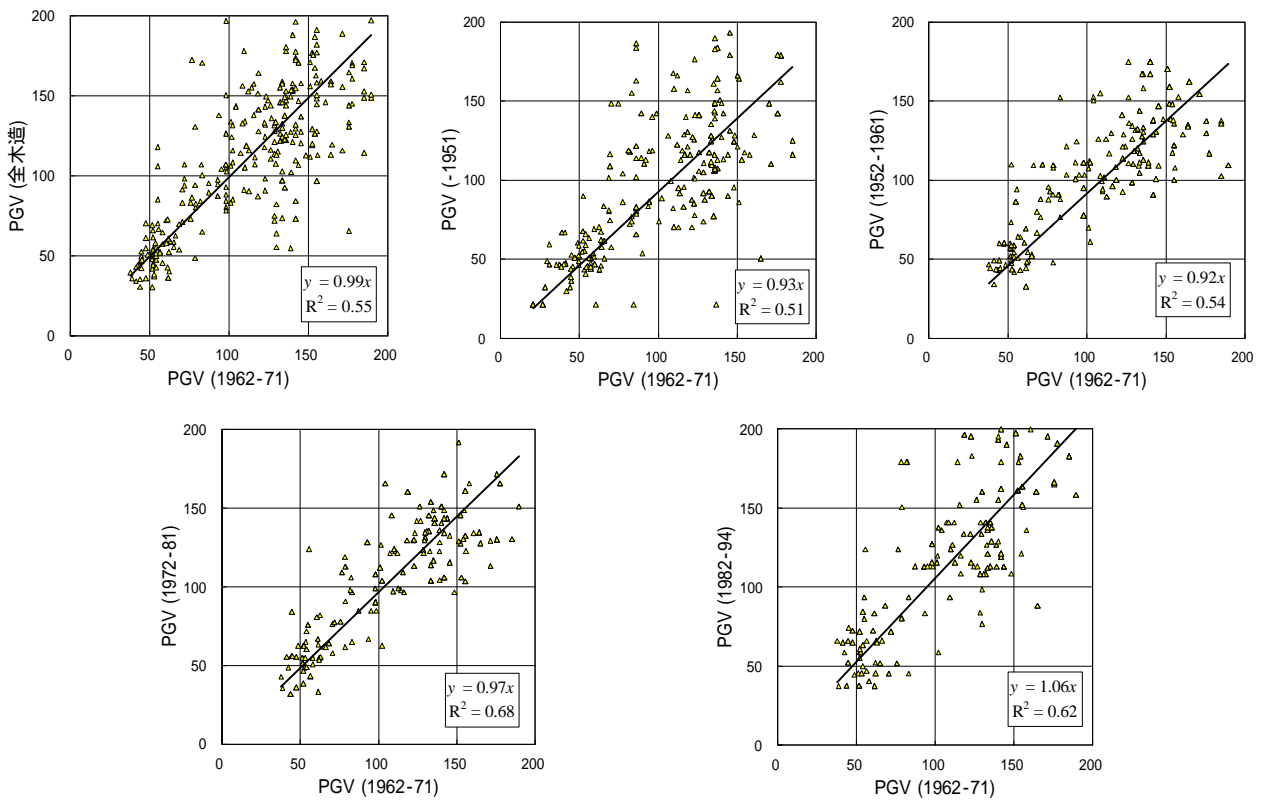 200
150
100
50
0
PGV (全木造)
y = 0.99x
R² = 0.55
0 50 100 150 200
PGV (1962-71)
200
150
100
50
0
PGV (-1951)
y = 0.93x
R² = 0.51
0 50 100 150 200
PGV (1962-71)
200
150
100
50
0
PGV (1952-1961)
y = 0.92x
R² = 0.54
0 50 100 150 200
PGV (1962-71)
200
150
100
50
0
PGV (1972-81)
y = 0.97x
R² = 0.68
0 50 100 150 200
PGV (1962-71)
200
150
100
50
0
PGV (1982-94)
y = 1.06x
R² = 0.62
0 50 100 150 200
PGV (1962-71)